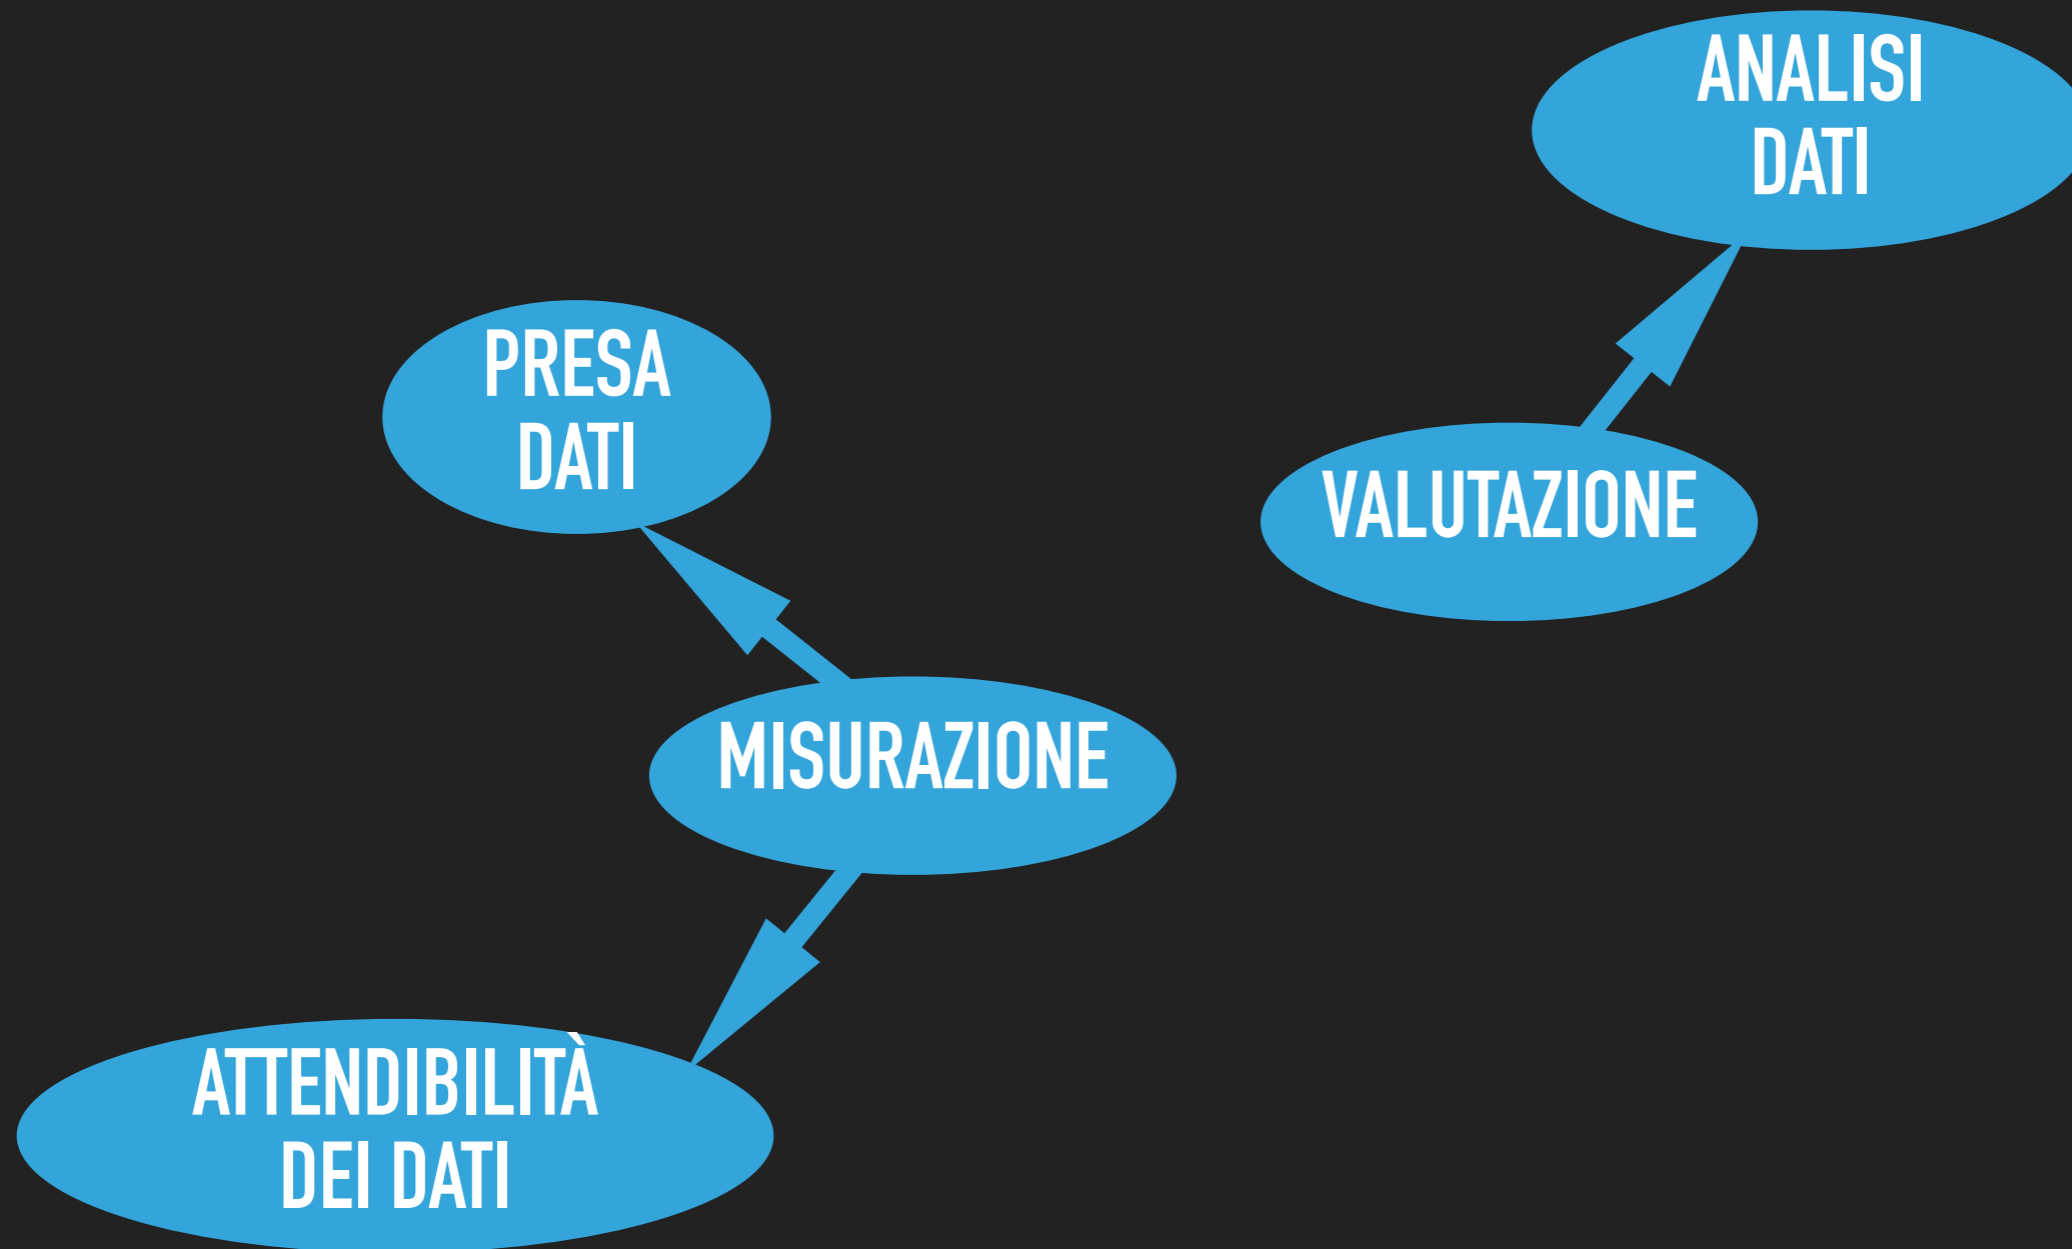 ANALISI
DATI
PRESA
DATI
VALUTAZIONE
MISURAZIONE
ATTENDIBILITÀ
DEI DATI